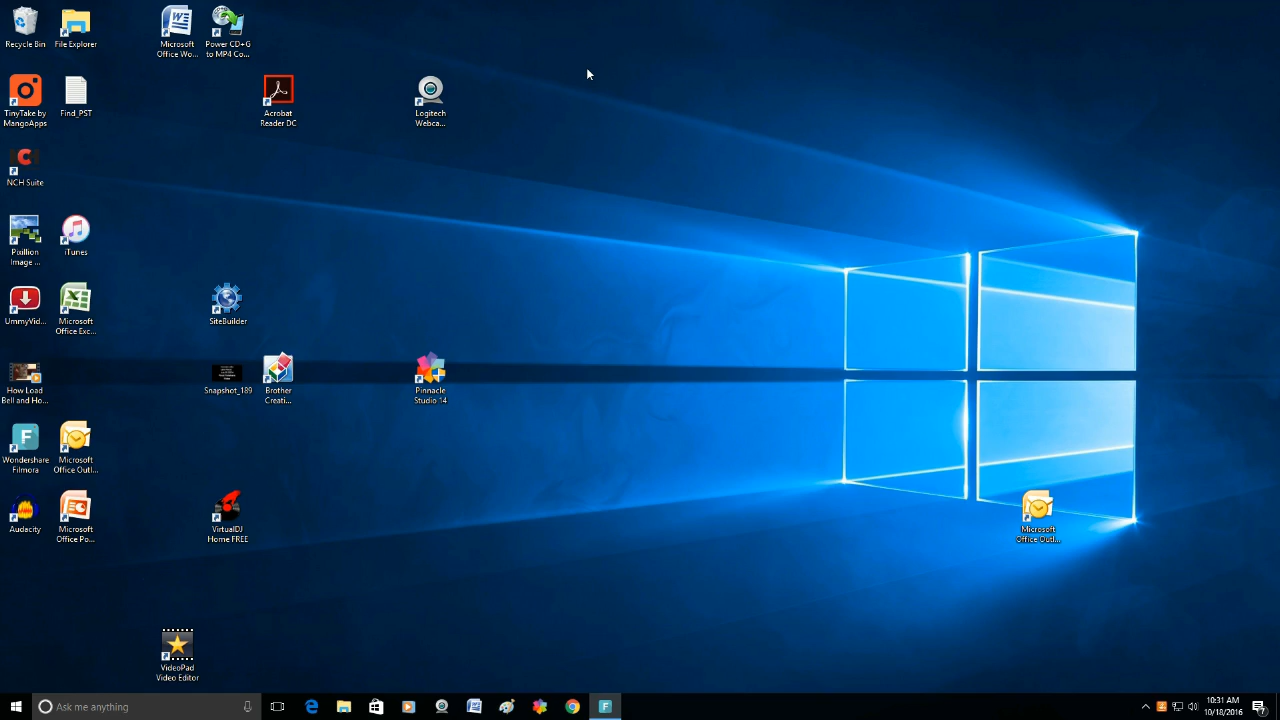 Recycle Bin
File Explorer
Microsoft
Office Wo...
Power CD+G
to MP4 Co...
TinyTake by
MangoApps
Find_PST
Acrobat
Reader DC
Logitech
Webca...
NCH Suite
Pixillion
Image ...
iTunes
UmmyVid...
Microsoft
Office Exc...
SiteBuilder
How Load
Bell and Ho...
Snapshot_189
Brother
Creati...
Pinnacle
Studio 14
Wondershare
Filmora
Microsoft
Office Outl...
Audacity
Microsoft
Office Po...
VirtualDJ
Home FREE
Microsoft
Office Outl...
VideoPad
Video Editor
Ask me anything
10:31 AM
10/18/2016